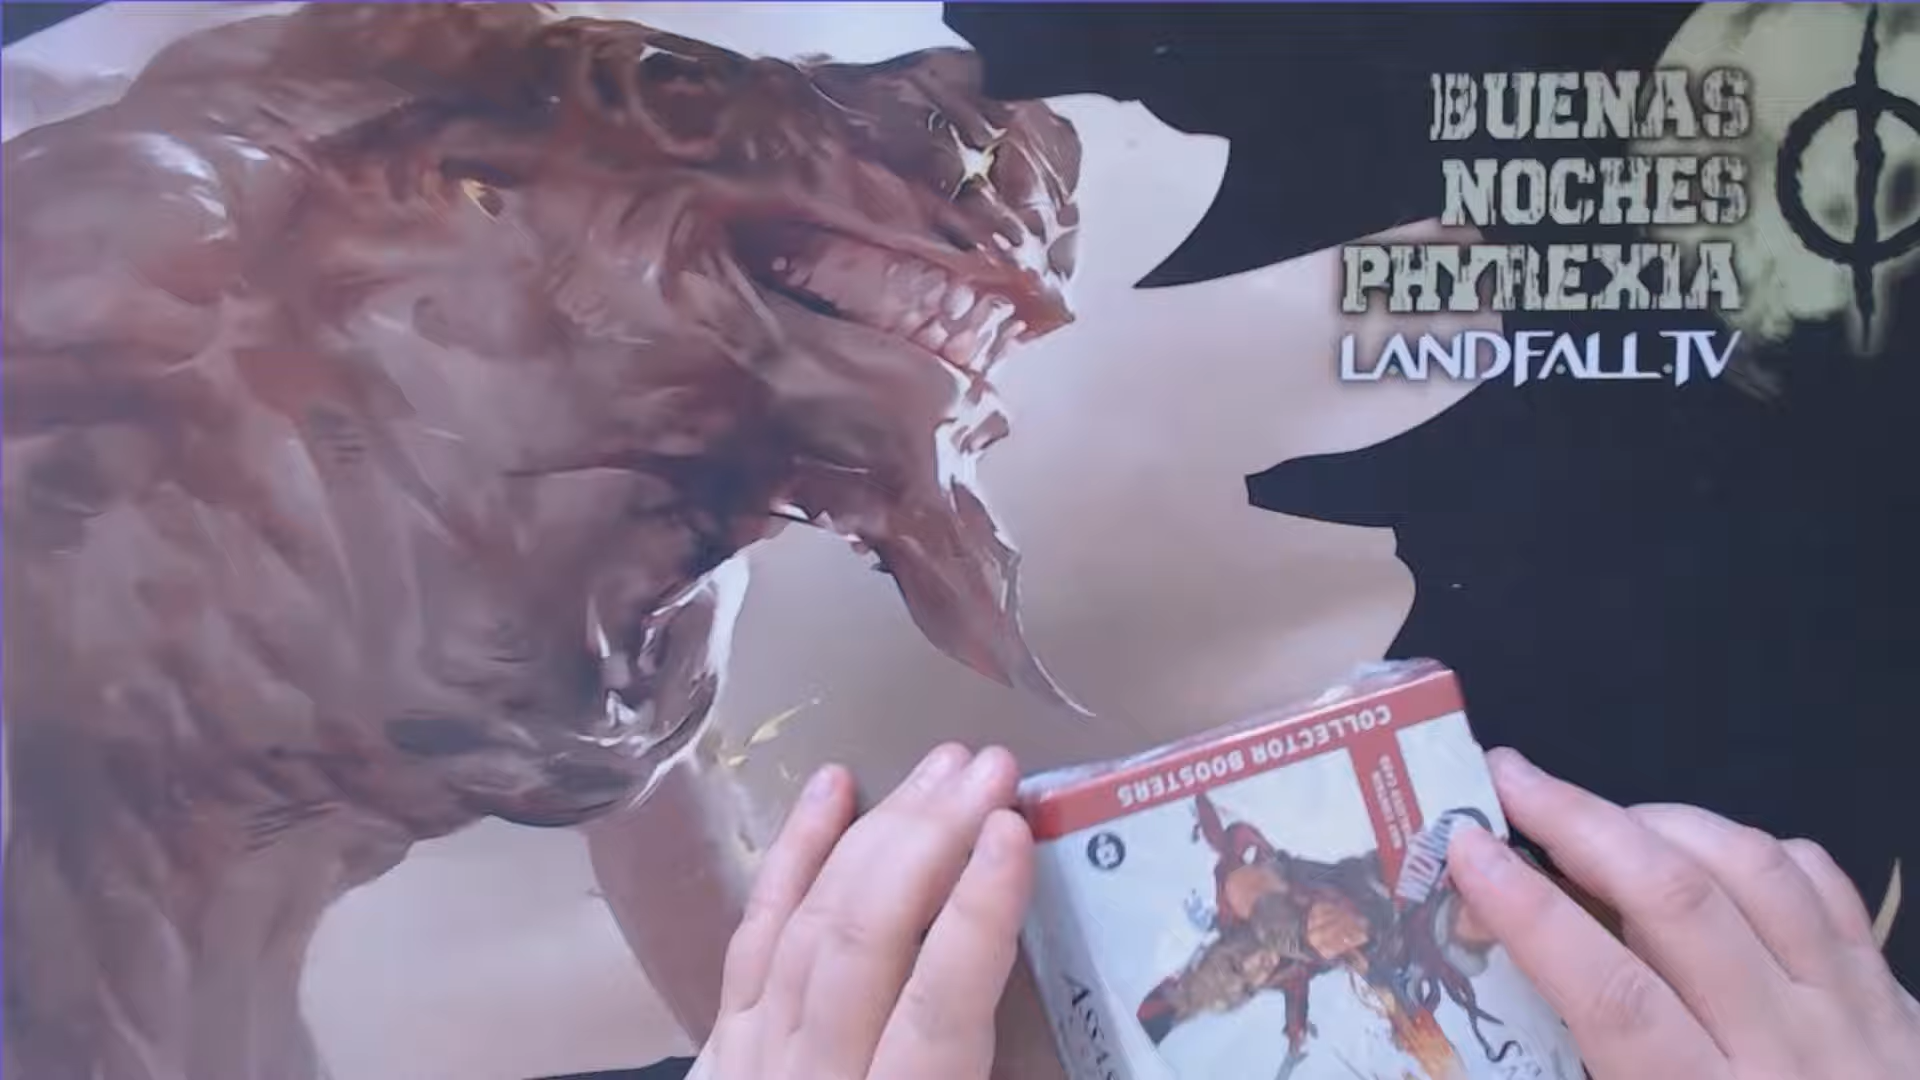 BUENAS
NOCHES
PHYREXIA
LANDFALL.TV
COLLECTOR BOOSTERS